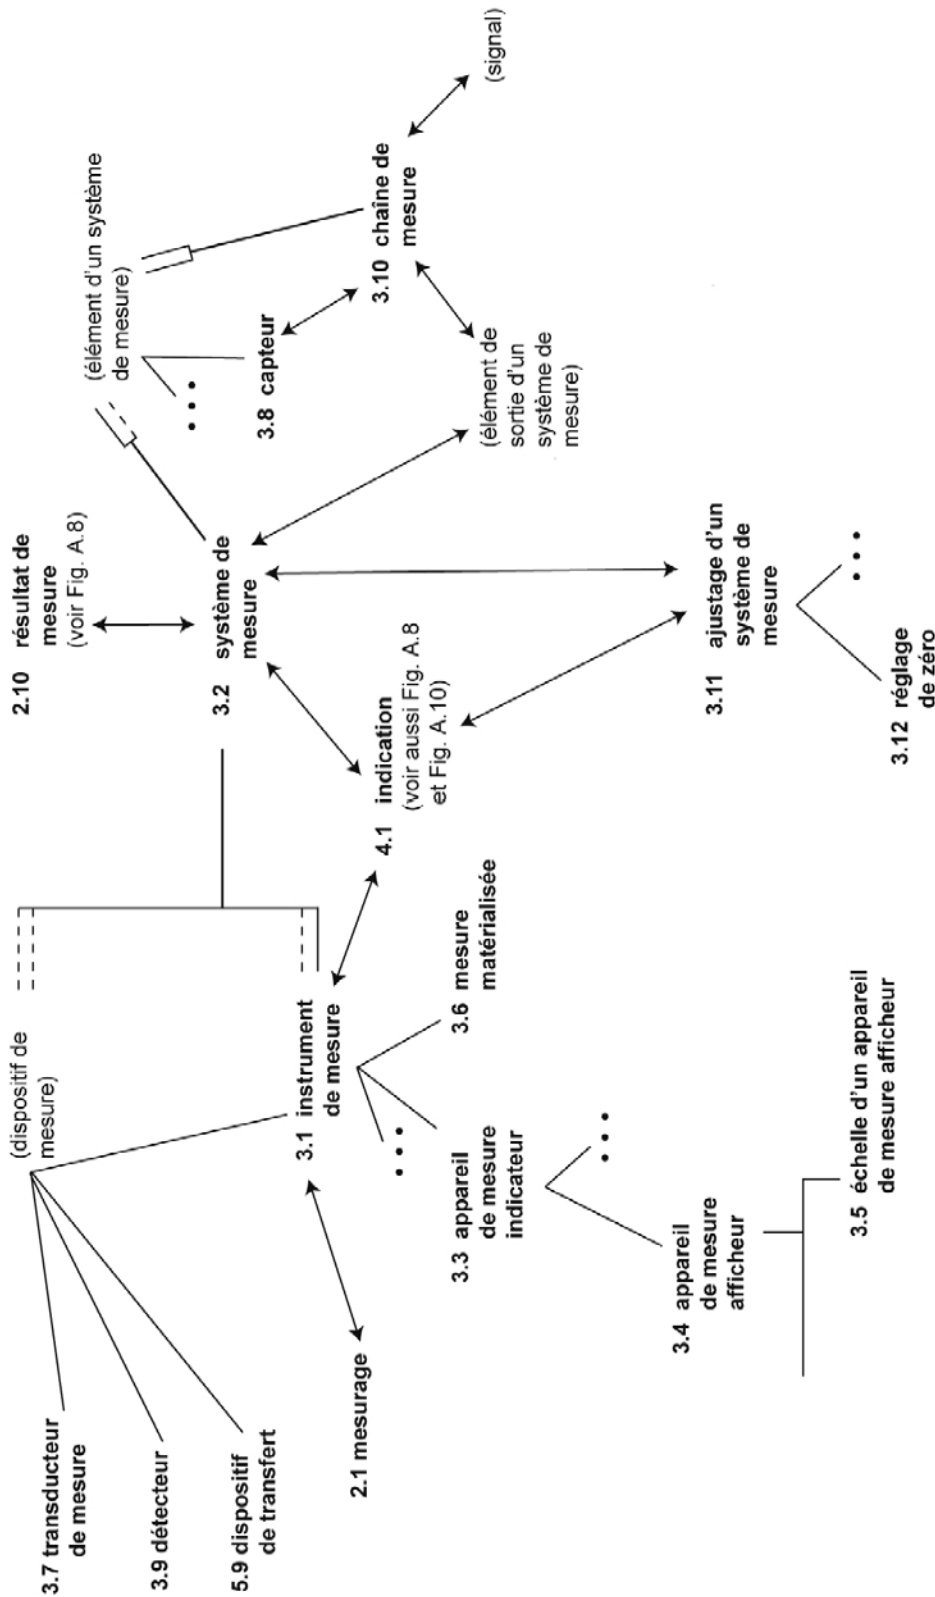 2.10 résultat de
mesure
(voir Fig. A.8)
(dispositif de
mesure)
(élément d'un système
de mesure)
3.7 transducteur
de mesure
3.9 détecteur
5.9 dispositif
de transfert
3.2 système de
mesure
3.8 capteur
3.1 instrument
de mesure
2.1 mesurage
4.1 indication
(voir aussi Fig. A.8
et Fig. A.10)
3.10 chaîne de
mesure
(signal)
(élément de
sortie d'un
système de
mesure)
3.3 appareil
de mesure
indicateur
3.6 mesure
matérialisée
3.4 appareil
de mesure
afficheur
3.11 ajustage d'un
système de
mesure
3.5 échelle d'un appareil
de mesure afficheur
3.12 réglage
de zéro